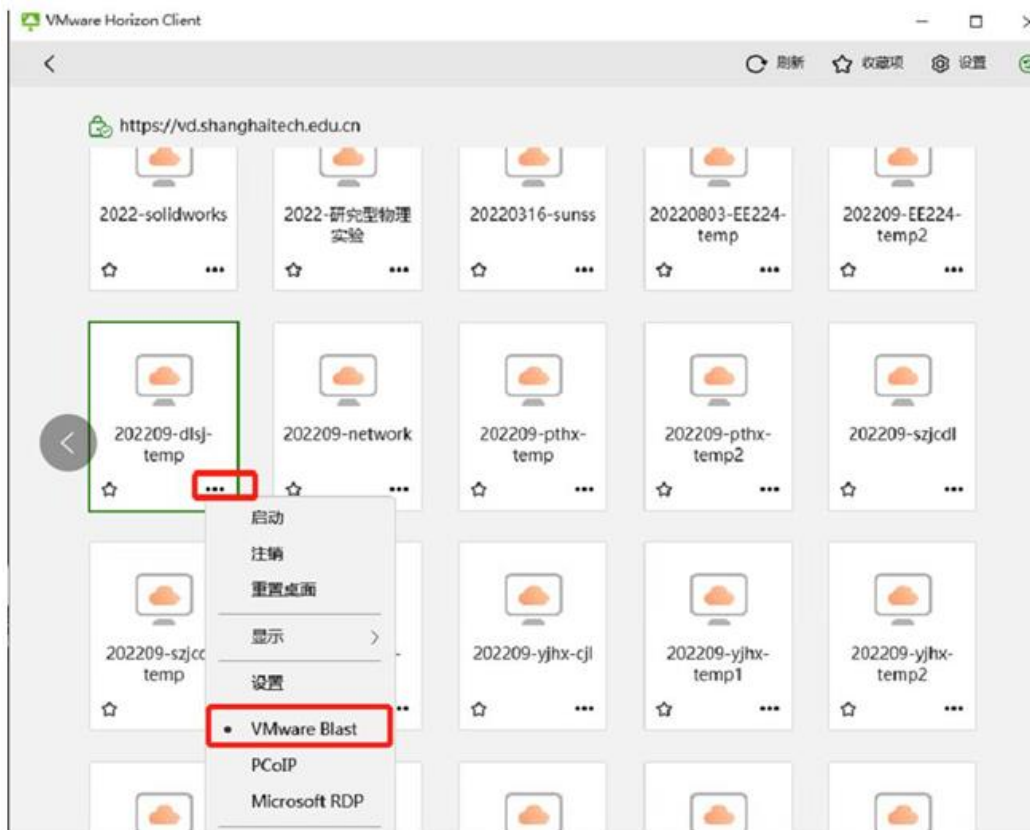 VMware Horizon Client
刷新
收藏项
设置
https://vd.shanghaitech.edu.cn
2022-solidworks
2022-研究型物理
实验
20220316-sunss
20220803-EE224-
temp
202209-EE224-
temp2
202209-dlsj-
temp
202209-network
202209-pthx-
temp
202209-pthx-
temp2
202209-szjcdl
启动
注销
重置桌面
显示
设置
VMware Blast
PCoIP
Microsoft RDP
202209-szjcd
temp
202209-yjhx-cjl
202209-yjhx-
temp1
202209-yjhx-
temp2